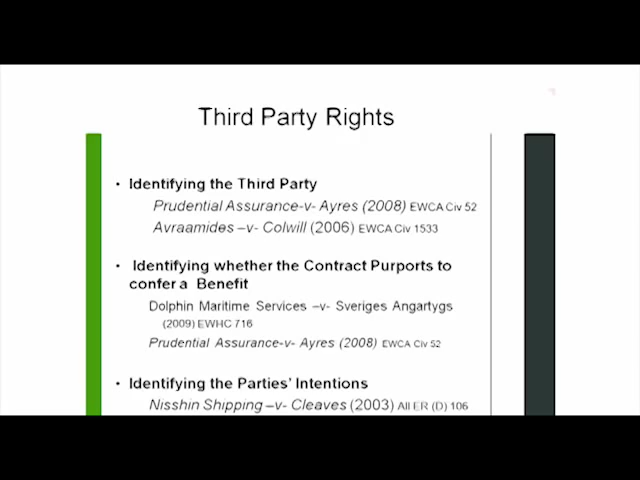 Third Party Rights
• Identifying the Third Party
Prudential Assurance-v- Ayres (2008) EWCA Civ 52
Avraamides –v- Colwill (2006) EWCA Civ 1533
• Identifying whether the Contract Purports to
confer a Benefit
Dolphin Maritime Services –v- Sveriges Angartygs
(2009) EWHC 716
Prudential Assurance-v- Ayres (2008) EWCA Civ 52
• Identifying the Parties' Intentions
Nisshin Shipping –v- Cleaves (2003) All ER (D) 106